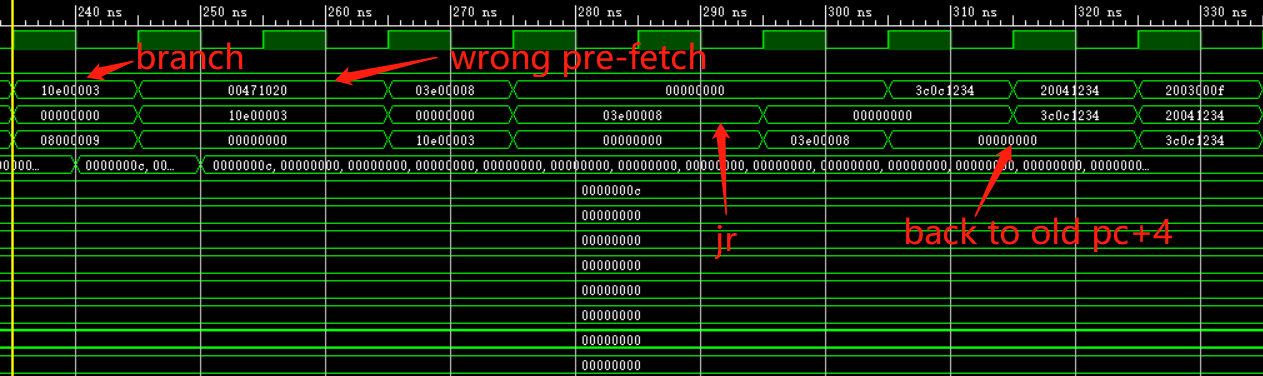 240 ns 250 ns 260 ns 270 ns 280 ns 290 ns 300 ns 310 ns 320 ns 330 ns
branch wrong pre-fetch
10e00003 00471020 03e00008 00000000 3c0c1234 20041234 2003000f
00000000 10e00003 00000000 03e00008 00000000 3c0c1234 20041234
08000009 00000000 10e00003 00000000 03e00008 00000000 3c0c1234
00000... 0000000c, 00... 0000000c, 00000000, 00000000, 00000000, 00000000, 00000000, 00000000, 00000000, 00000000, 00000000, 00000000, 00000000, 00000000, 00000000...
0000000c
00000000
jr back to old pc+4
00000000
00000000
00000000
00000000
00000000
00000000